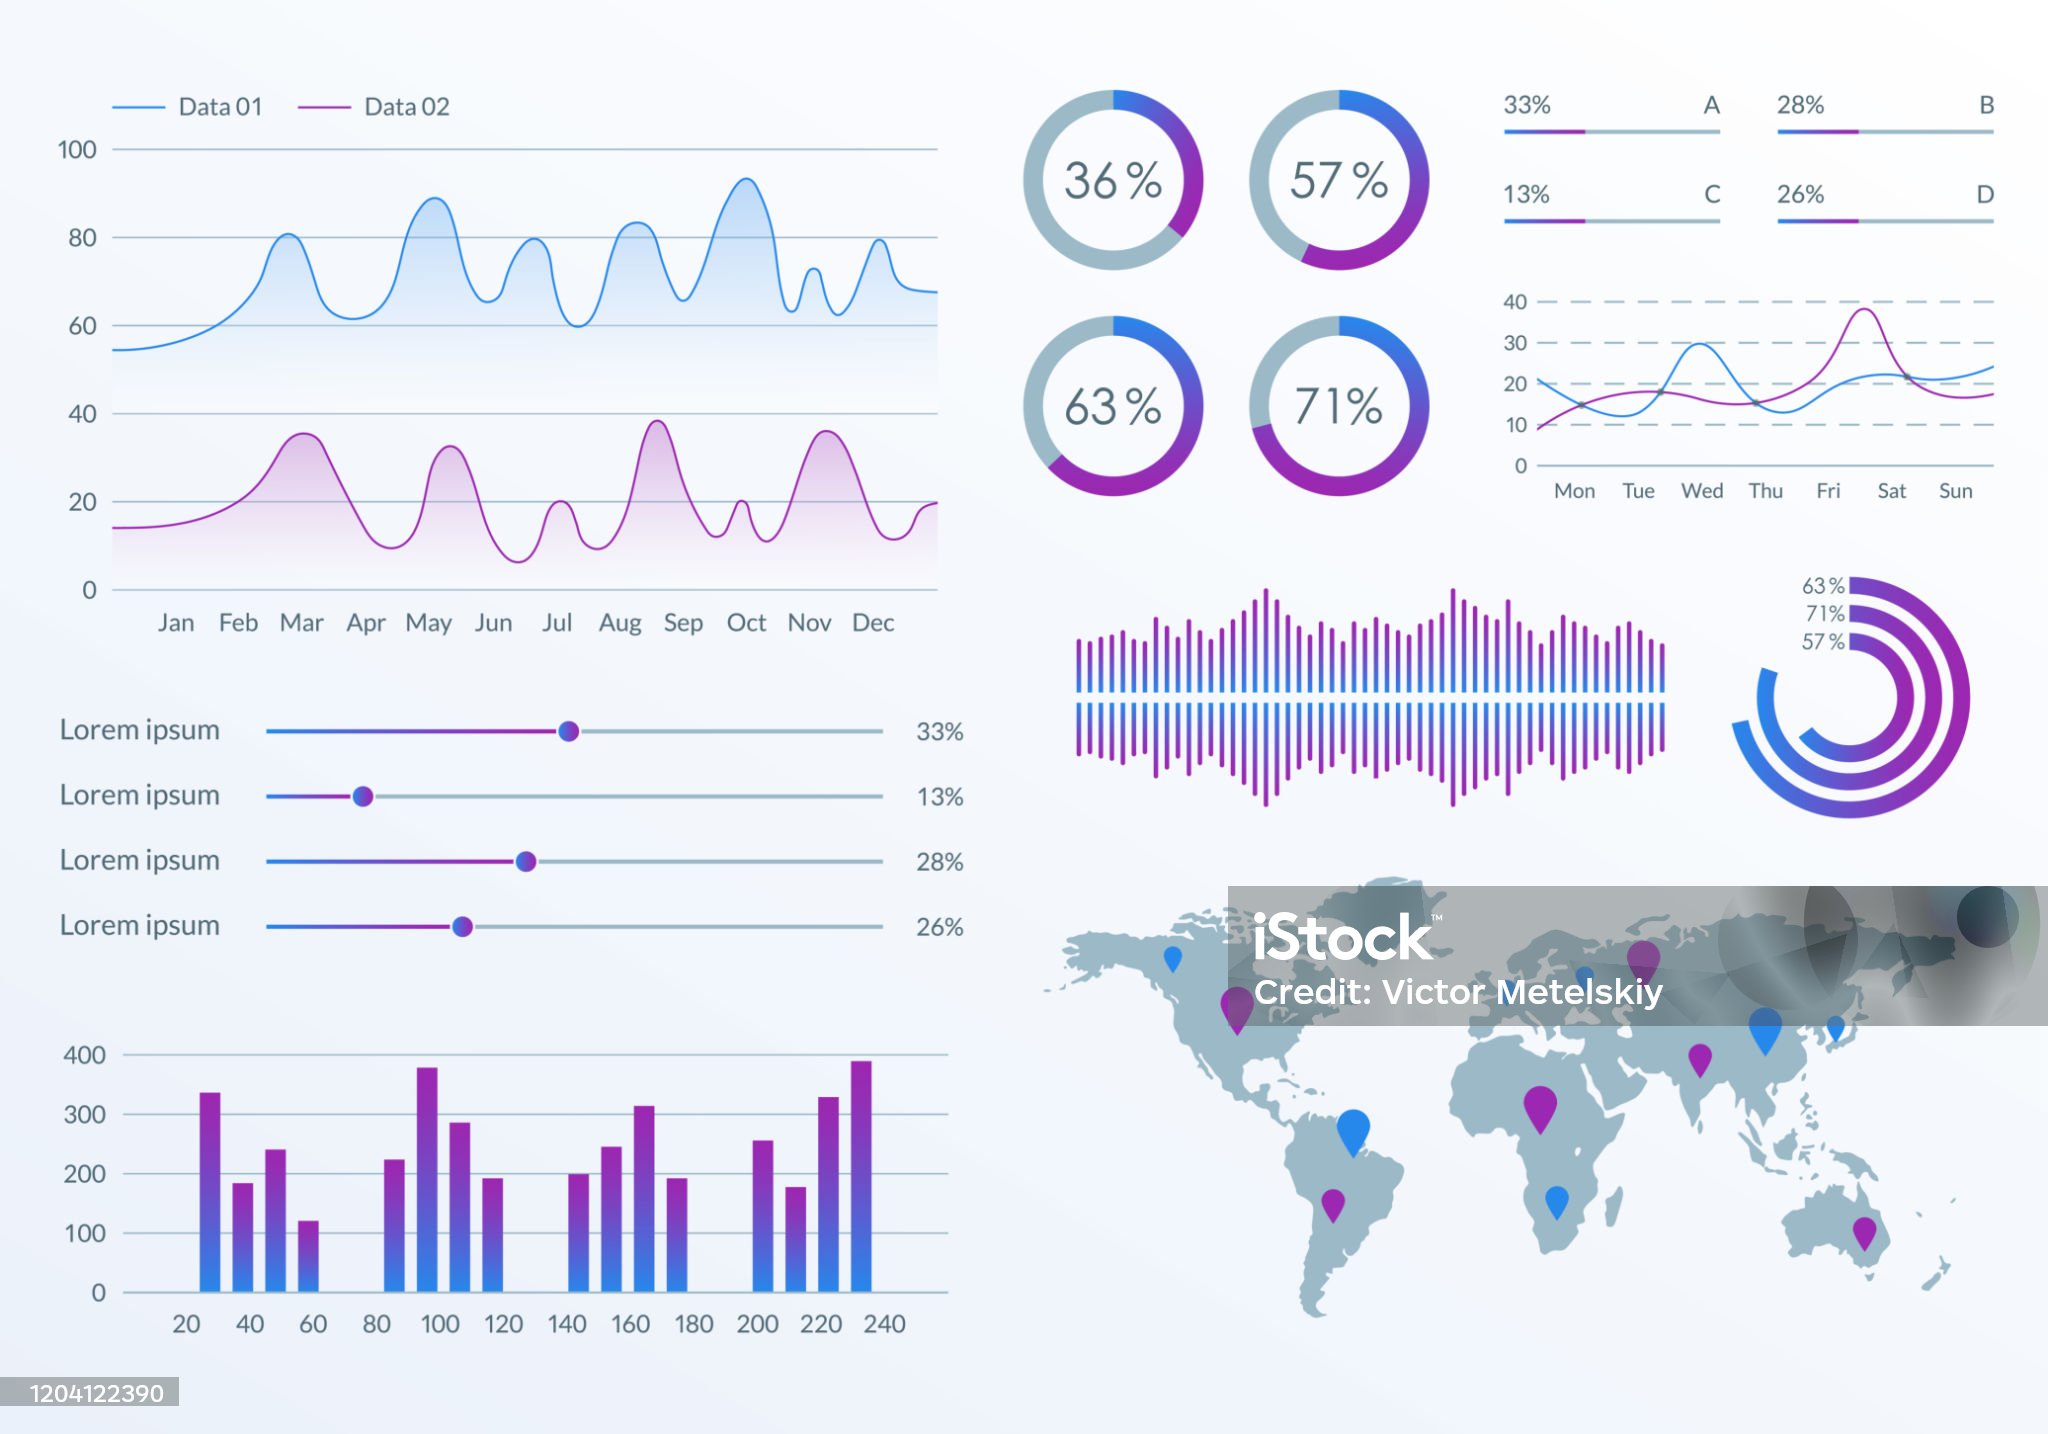 Data 01 Data 02
100
80
60
40
20
0
Jan Feb Mar Apr May Jun Jul Aug Sep Oct Nov Dec
36 % 57 %
63 % 71%
33% A 28% B
13% C 26% D
40
30
20
10
0
Mon Tue Wed Thu Fri Sat Sun
Lorem ipsum 33%
Lorem ipsum 13%
Lorem ipsum 28%
Lorem ipsum 26%
63 %
71%
57 %
400
300
200
100
0
20 40 60 80 100 120 140 160 180 200 220 240
iStock™
Credit: Victor Metelskiy
1204122390